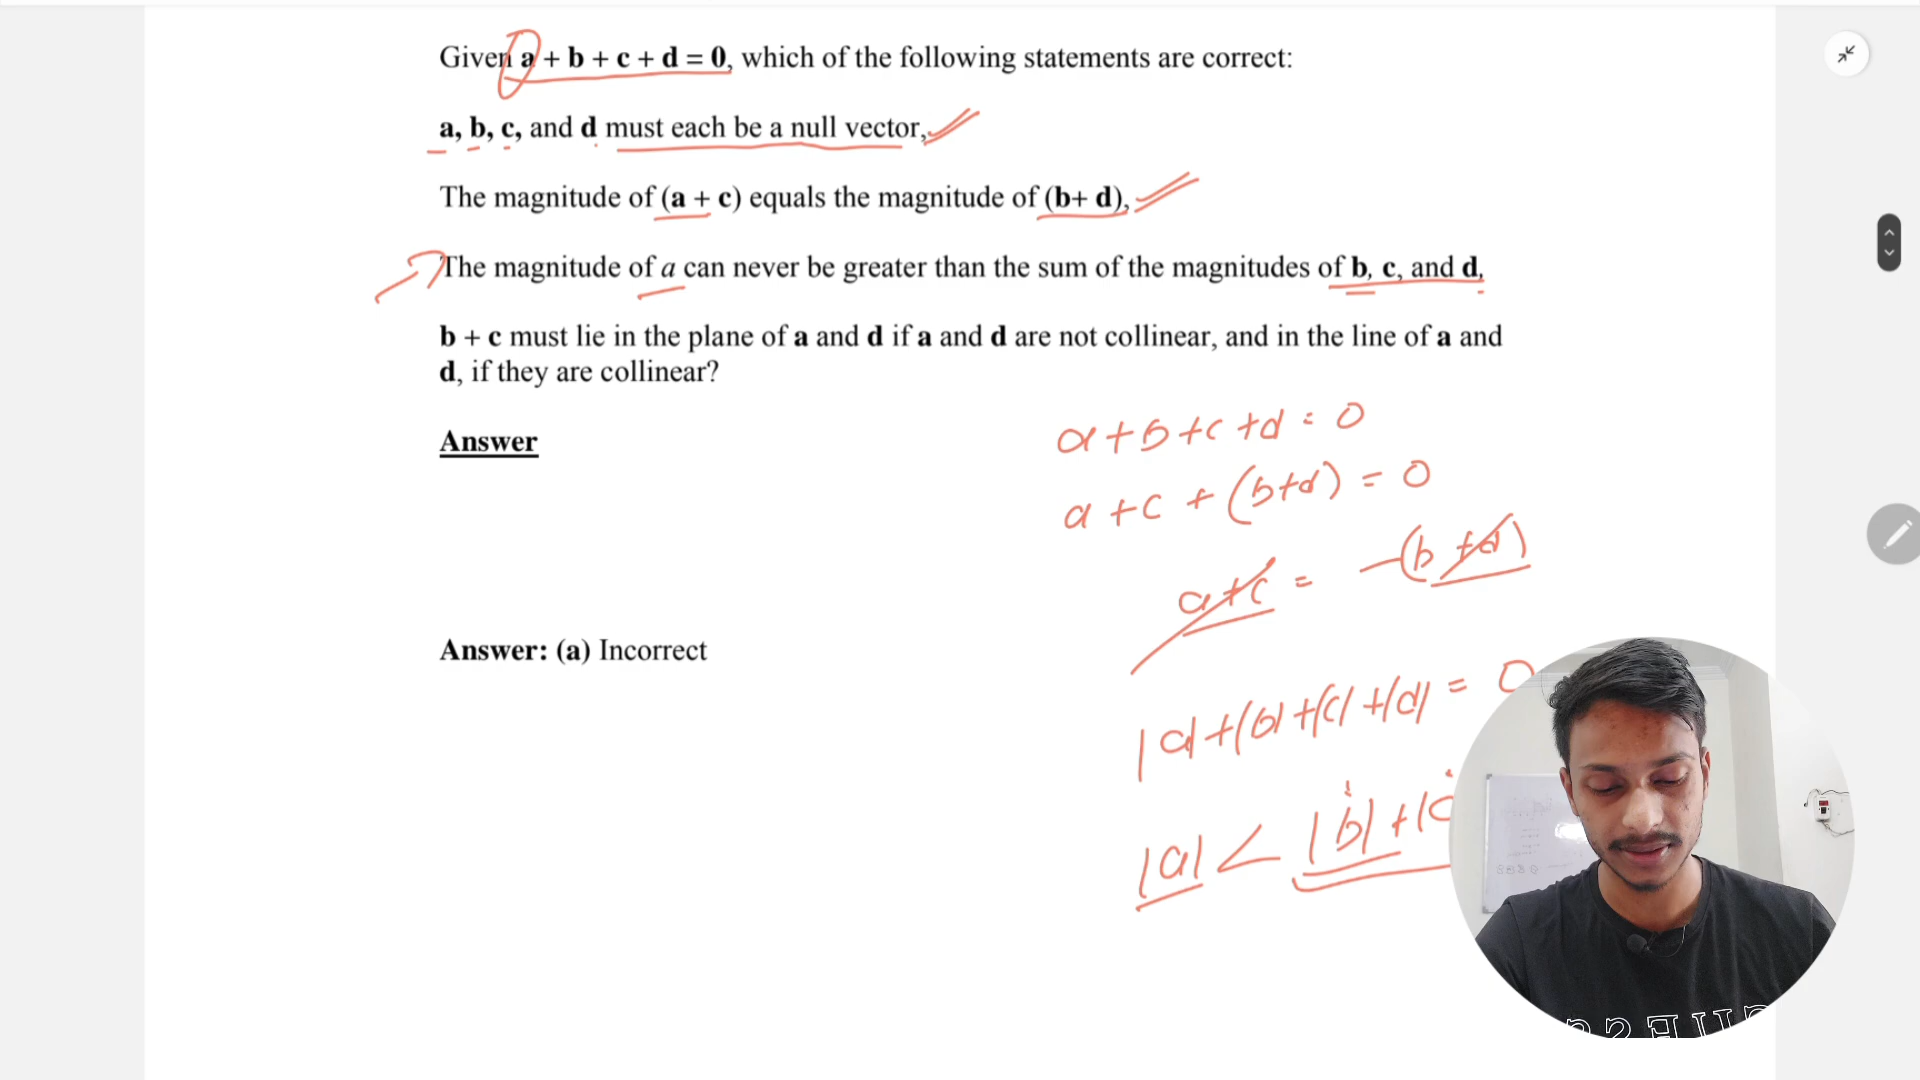 Given a + b + c + d = 0, which of the following statements are correct:
a, b, c, and d must each be a null vector,
The magnitude of (a + c) equals the magnitude of (b+ d),
The magnitude of a can never be greater than the sum of the magnitudes of b, c, and d,
b + c must lie in the plane of a and d if a and d are not collinear, and in the line of a and
d, if they are collinear?
Answer
a+b+c+d = 0
a+c+(b+d) = 0
a+c = -(b+d)
Answer: (a) Incorrect
|a|+|b|+|c|+|d| = 0
|a| < |b|+|c